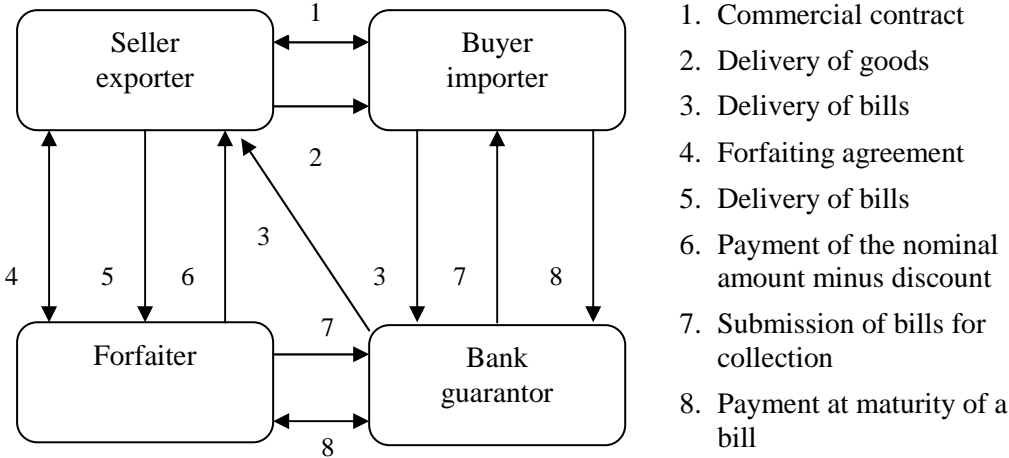 1
Seller
exporter
Buyer
importer
2
3
4
5
6
3
7
8
7
Forfaiter
Bank
guarantor
8
1. Commercial contract
2. Delivery of goods
3. Delivery of bills
4. Forfaiting agreement
5. Delivery of bills
6. Payment of the nominal
amount minus discount
7. Submission of bills for
collection
8. Payment at maturity of a
bill